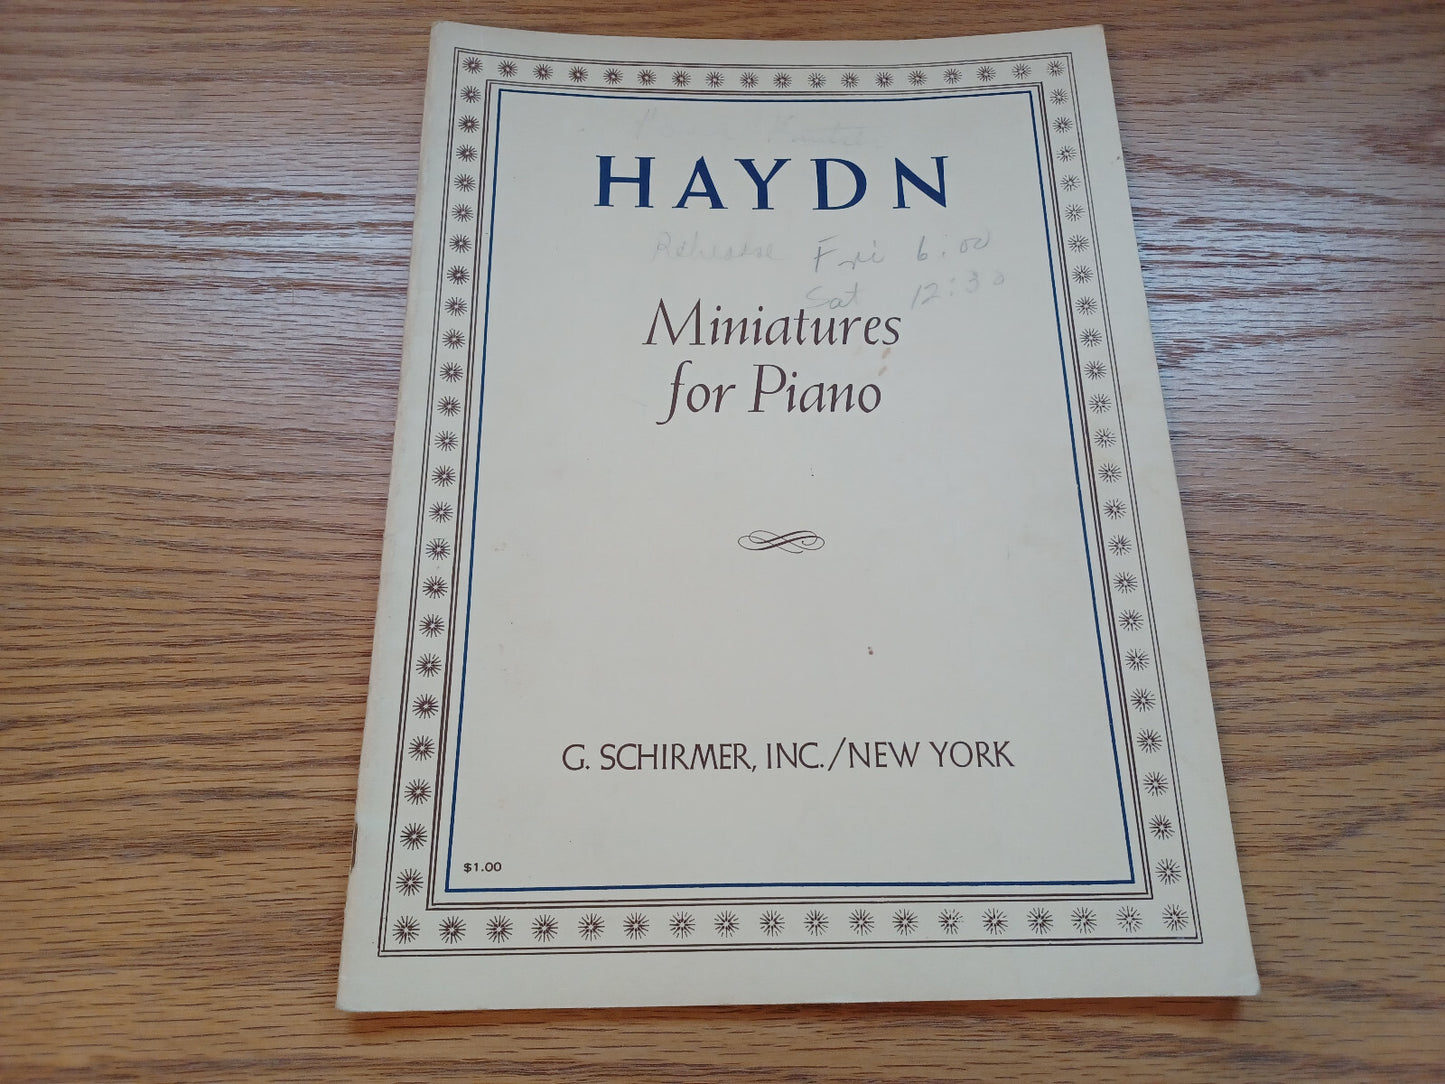 HAYDN
Rehearse Fri 6:00
Sat 12:30
Miniatures
for Piano
G. SCHIRMER, INC./NEW YORK
$1.00